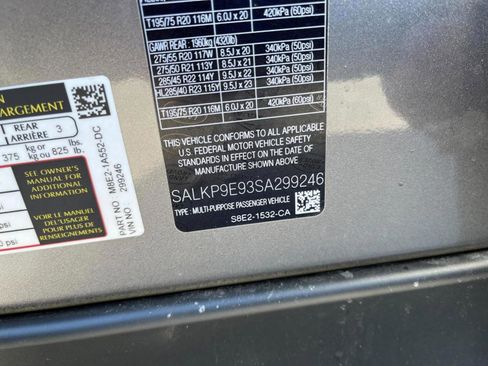 T195/75 R20 116M 6.0J x 20 420kPa (60psi)
GAWR REAR : 1960kg (4320lb)
275/55 R20 117W 8.5J x 20 340kPa (50psi)
275/50 R21 113Y 8.5J x 21 340kPa (50psi)
285/45 R22 114Y 9.5J x 22 340kPa (50psi)
HL285/40 R23 115Y 9.5J x 23 340kPa (50psi)
T195/75 R20 116M 6.0J x 20 420kPa (60psi)
THIS VEHICLE CONFORMS TO ALL APPLICABLE
U.S. FEDERAL MOTOR VEHICLE SAFETY
STANDARDS IN EFFECT ON THE DATE OF
MANUFACTURE SHOWN ABOVE
SALKP9E93SA299246
TYPE : MULTI-PURPOSE PASSENGER VEHICLE
S8E2-1532-CA
ON
ARGEMENT
REAR
ARRIÈRE 3
375 kg or lbs.
kg ou 825 lb.
SEE OWNER'S
MANUAL FOR
ADDITIONAL
INFORMATION
VOIR LE MANUEL
DE L'USAGER
POUR PLUS DE
RENSEIGNEMENTS
PART No. M8E2-1A552-DC
VIN: 299246